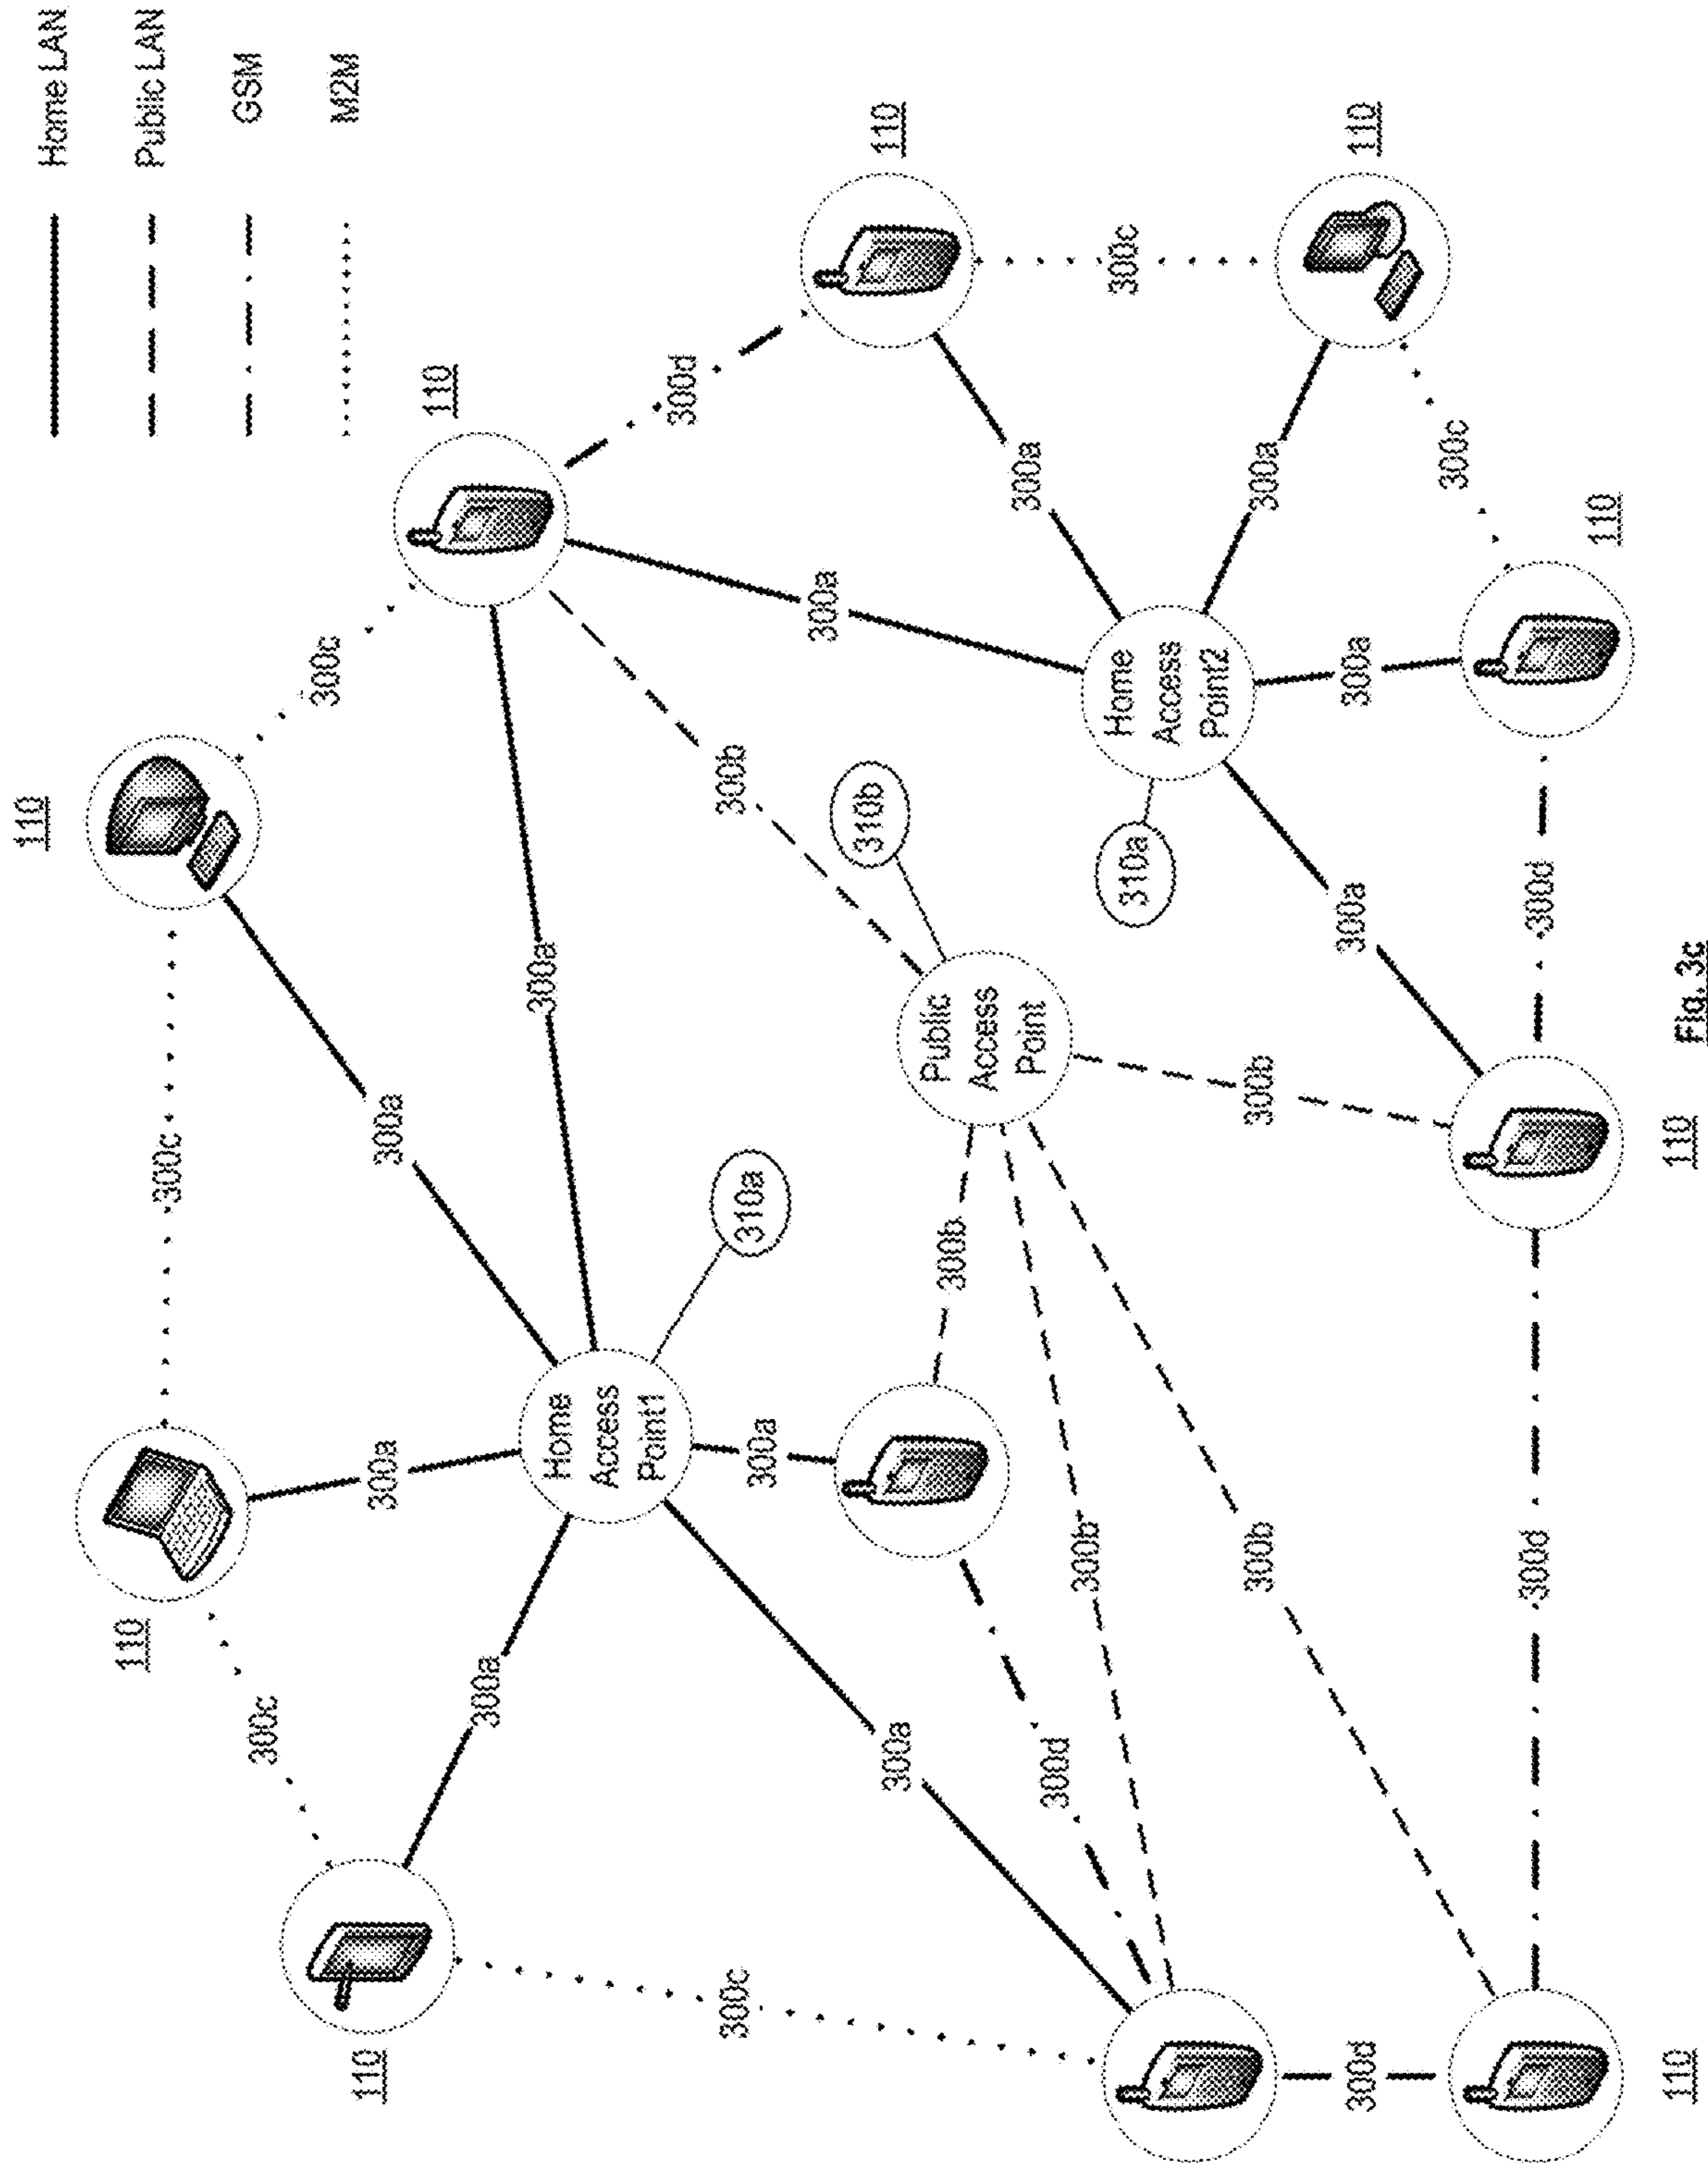 110
Home LAN
110
Public LAN
300c
GSM
300c
300c
M2M
110
300a
300a
110
300a
300a
Home
Access
Point1
300d
300b
300c
310a
300a
300a
310b
110
300a
Public
Access
Point
300b
300a
300d
300b
Home
Access
Point2
300c
310a
300b
300b
300a
300a
300a
300d
110
300c
300d
300d
110
110
110
Fig. 3c